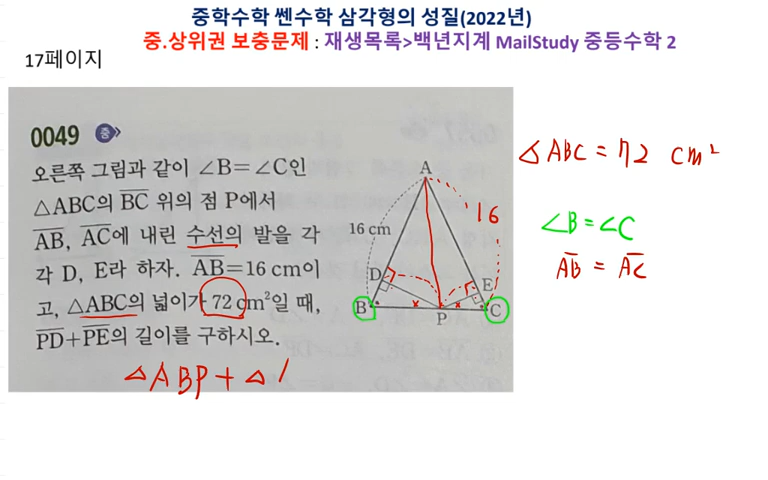 중학수학 쎈수학 삼각형의 성질(2022년)
중.상위권 보충문제 : 재생목록>백년지계 MailStudy 중등수학 2
17페이지
0049 중
오른쪽 그림과 같이 ∠B=∠C인
△ABC의 BC 위의 점 P에서
AB, AC에 내린 수선의 발을 각
각 D, E라 하자. AB=16 cm이
고, △ABC의 넓이가 72 cm²일 때,
PD+PE의 길이를 구하시오.
A
16 cm
16
D
E
B
P
C
△ABC = 72 cm²
∠B = ∠C
AB = AC
△ABP + △